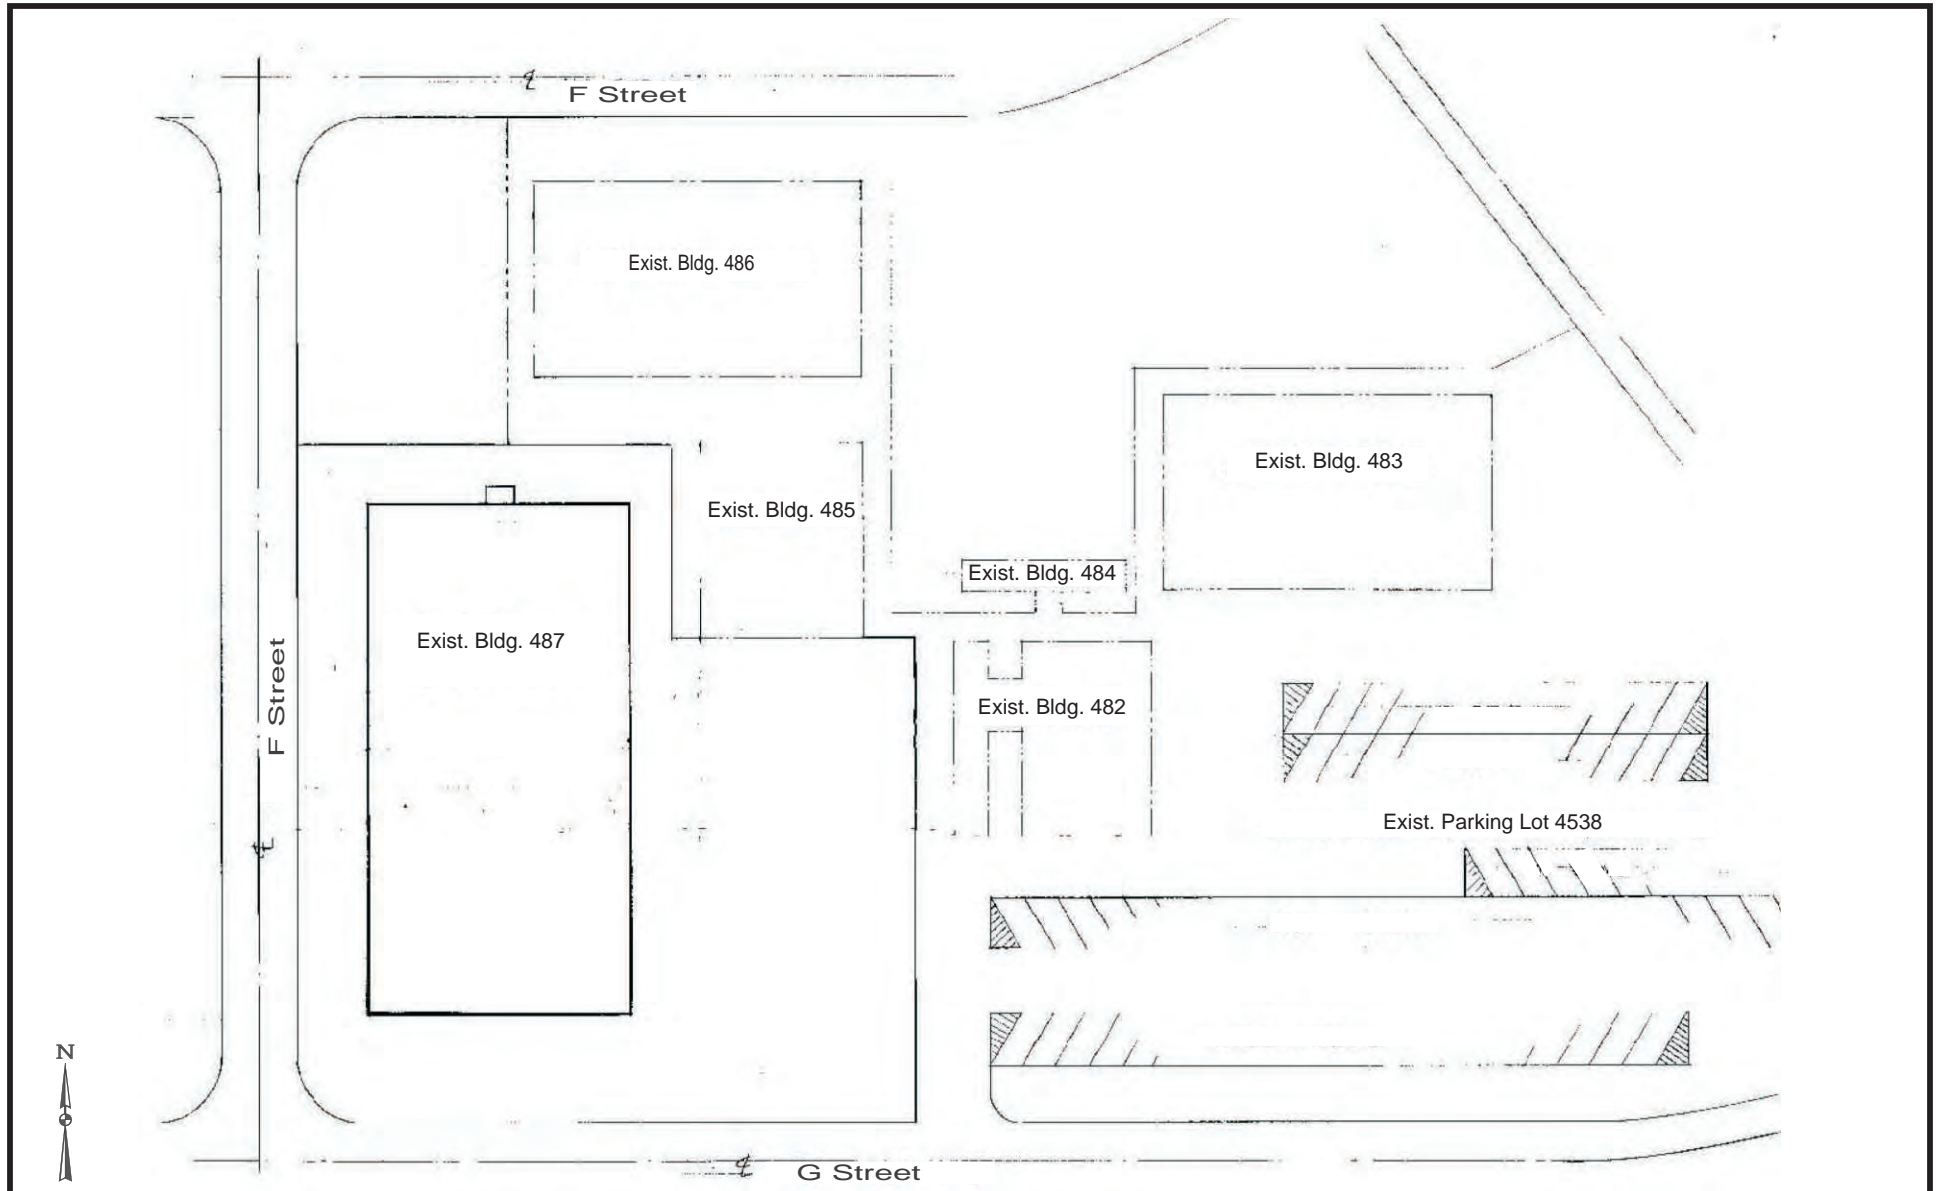 F Street
Exist. Bldg. 486
Exist. Bldg. 483
Exist. Bldg. 485
Exist. Bldg. 484
Exist. Bldg. 487
F Street
Exist. Bldg. 482
Exist. Parking Lot 4538
N
G Street